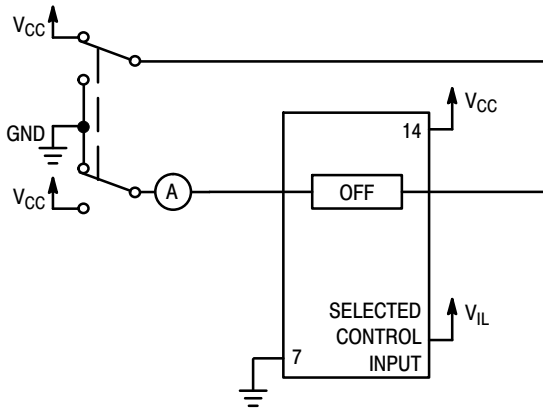 VCC
VCC
14
GND
VCC
A
OFF
SELECTED
CONTROL
INPUT
VIL
7